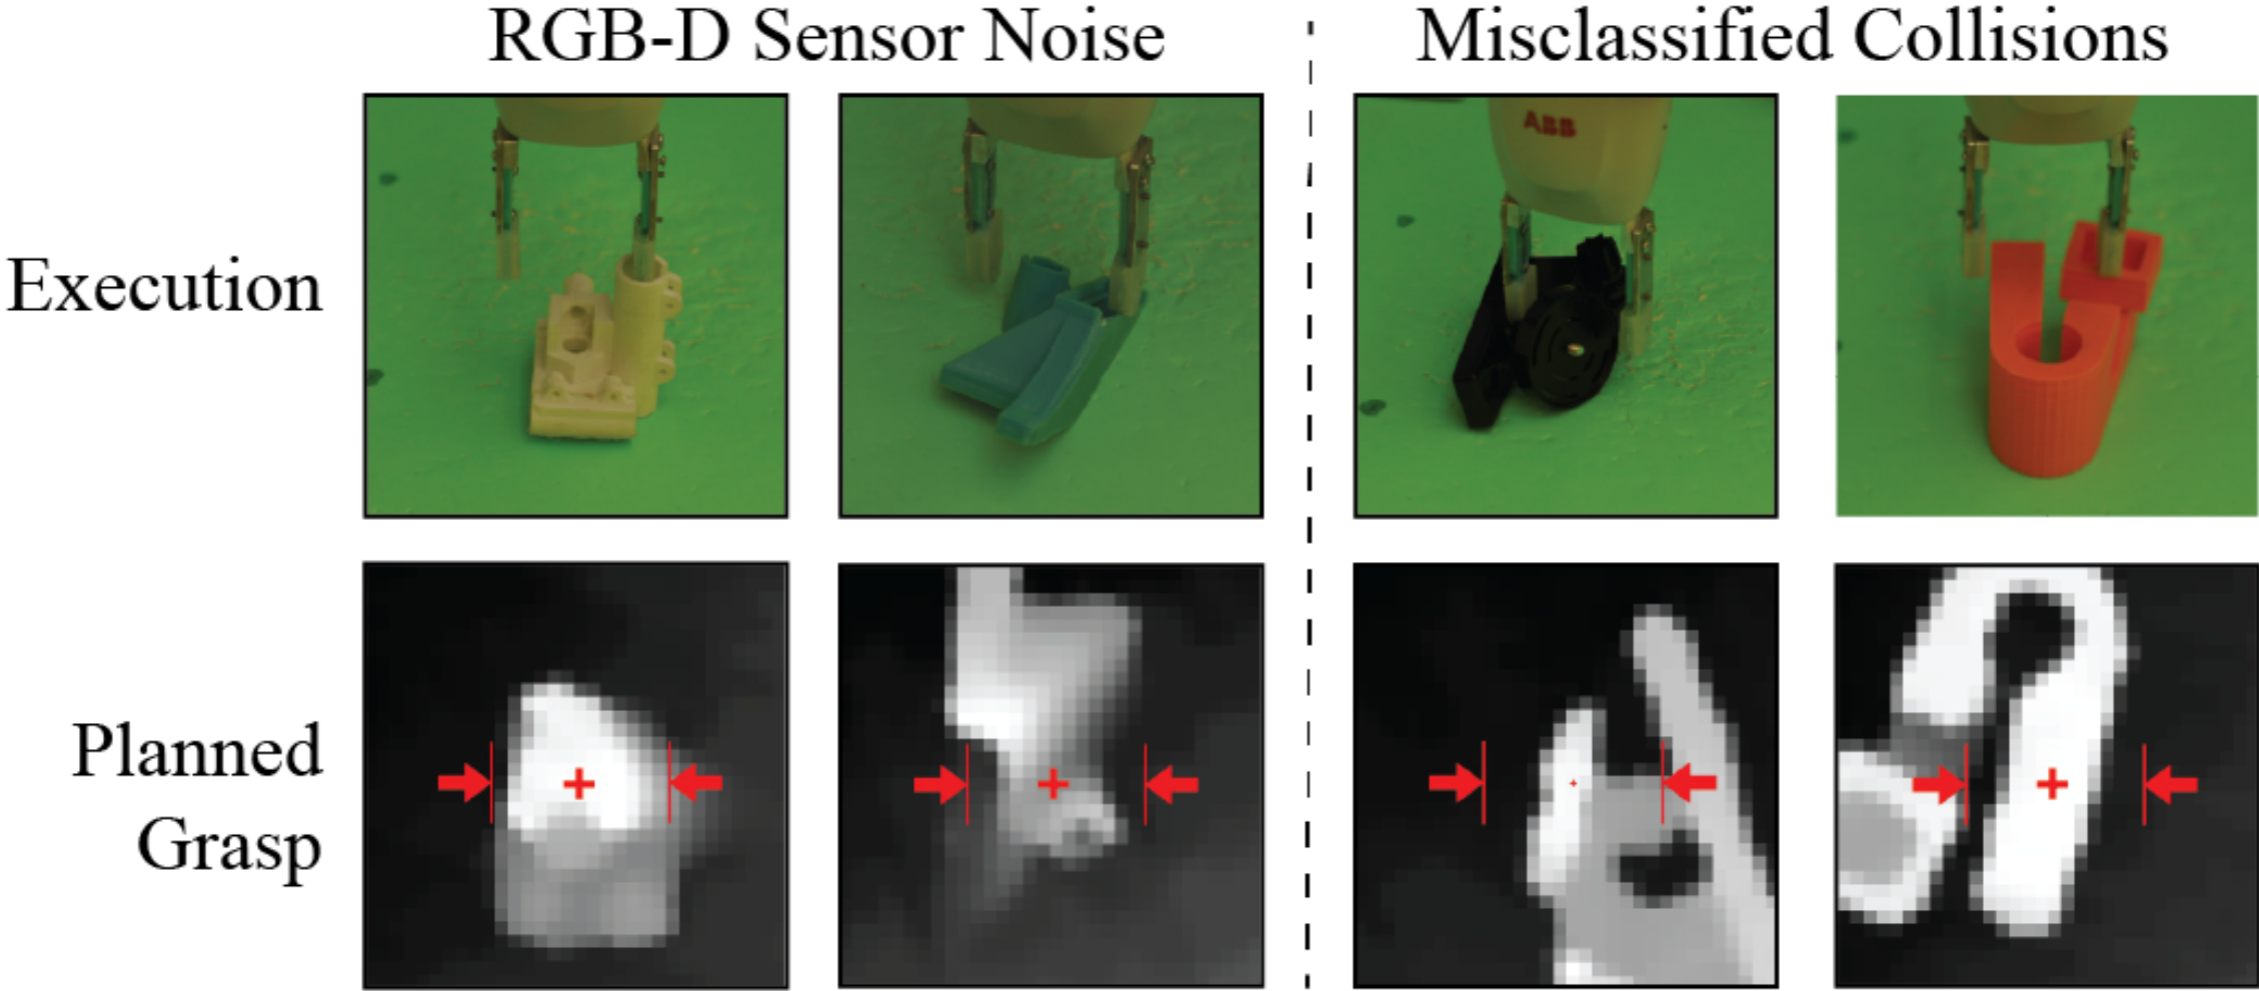 RGB-D Sensor Noise
Misclassified Collisions
Execution
ABB
Planned
Grasp